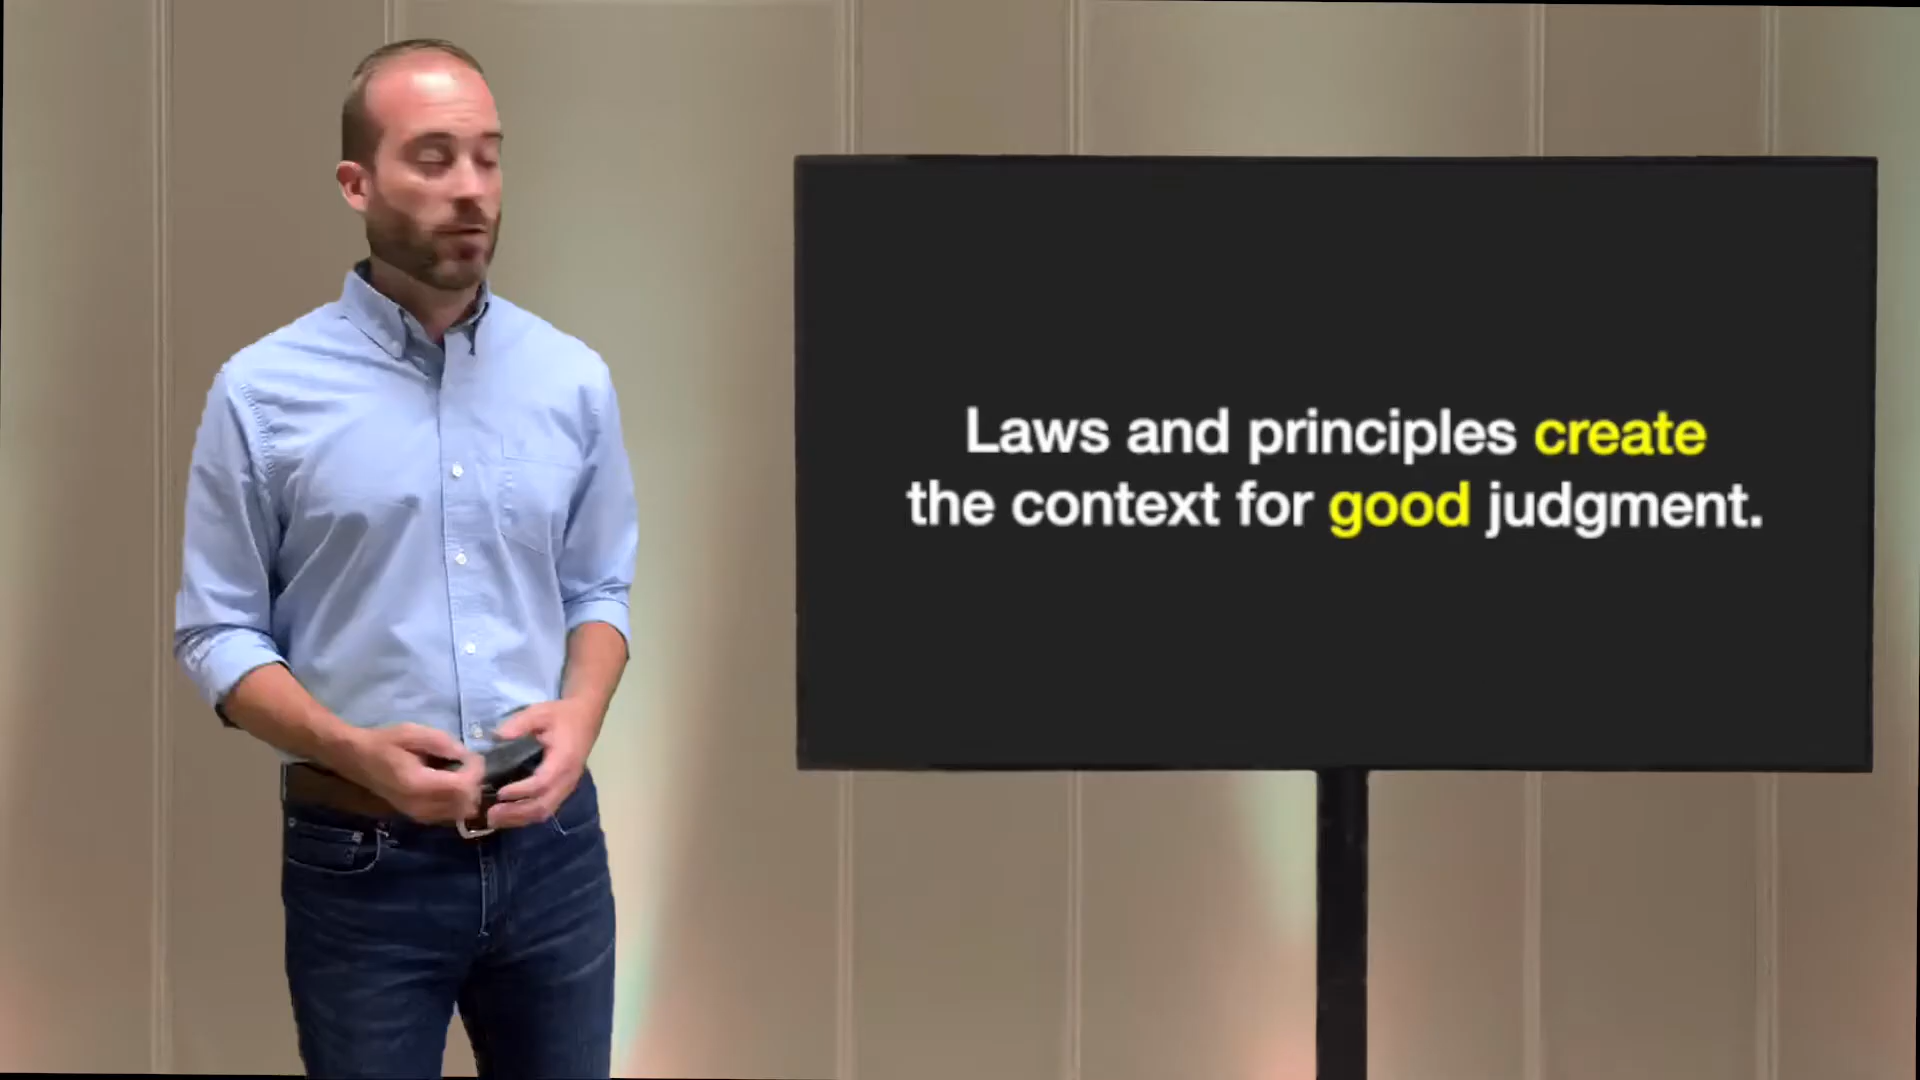 Laws and principles create
the context for good judgment.